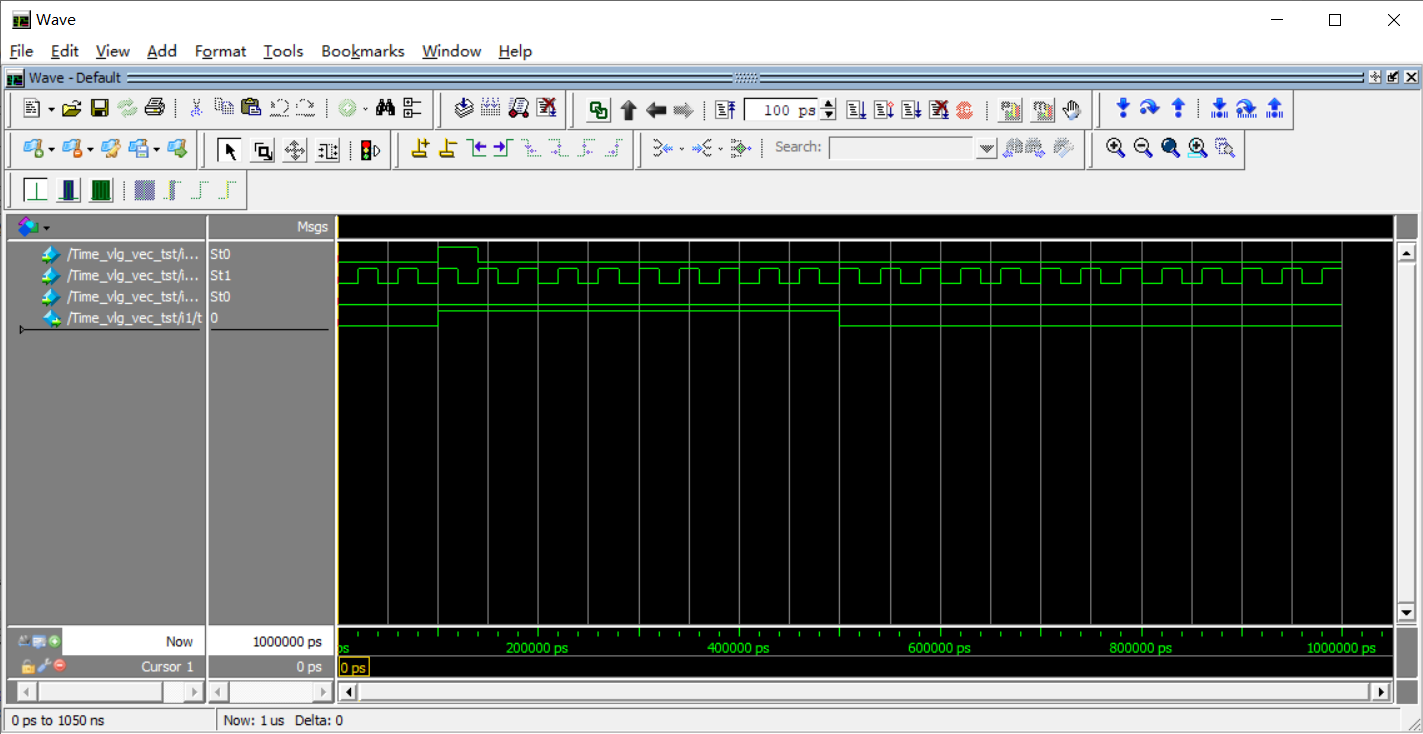 Wave
File Edit View Add Format Tools Bookmarks Window Help
Wave - Default
100 ps
Search:
Msgs
/Time_vlg_vec_tst/i... St0
/Time_vlg_vec_tst/i... St1
/Time_vlg_vec_tst/i... St0
/Time_vlg_vec_tst/i1/t 0
Now 1000000 ps
ps 200000 ps 400000 ps 600000 ps 800000 ps 1000000 ps
Cursor 1 0 ps 0 ps
0 ps to 1050 ns Now: 1 us Delta: 0